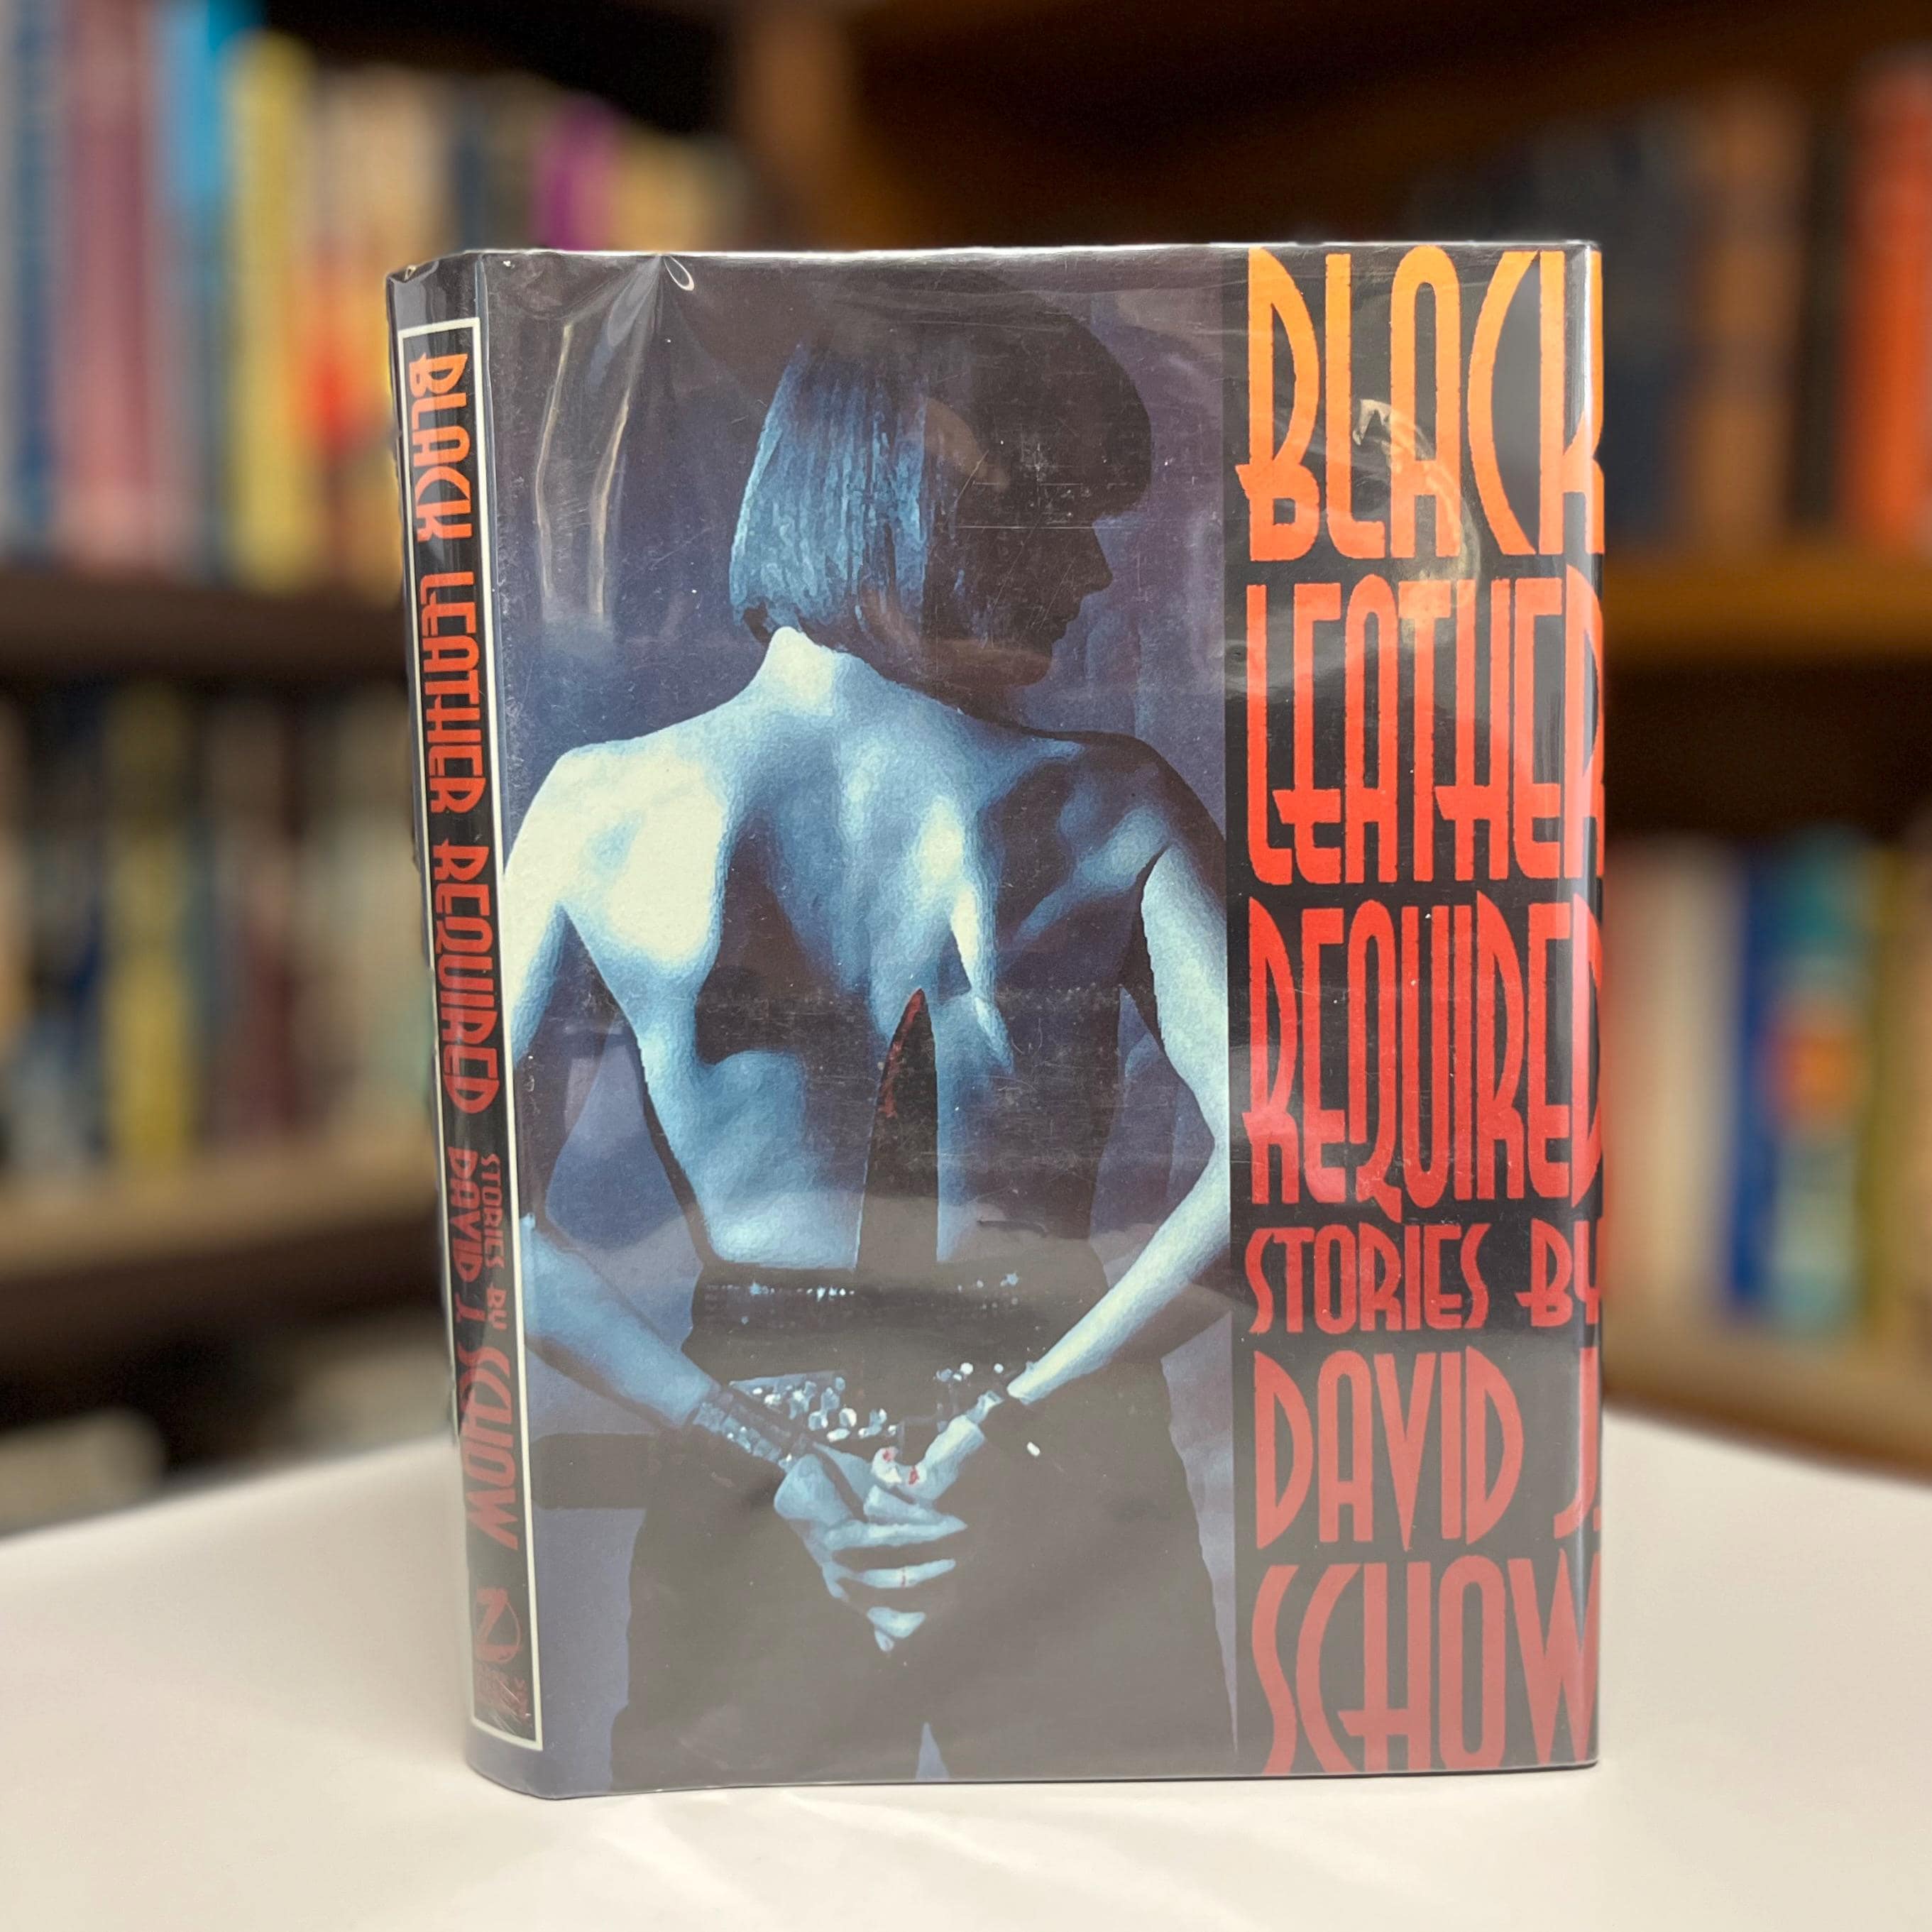 BLACK LEATHER REQUIRED STORIES BY DAVID J. SCHOW
BLACK
LEATHER
REQUIRED
STORIES BY
DAVID J.
SCHOW